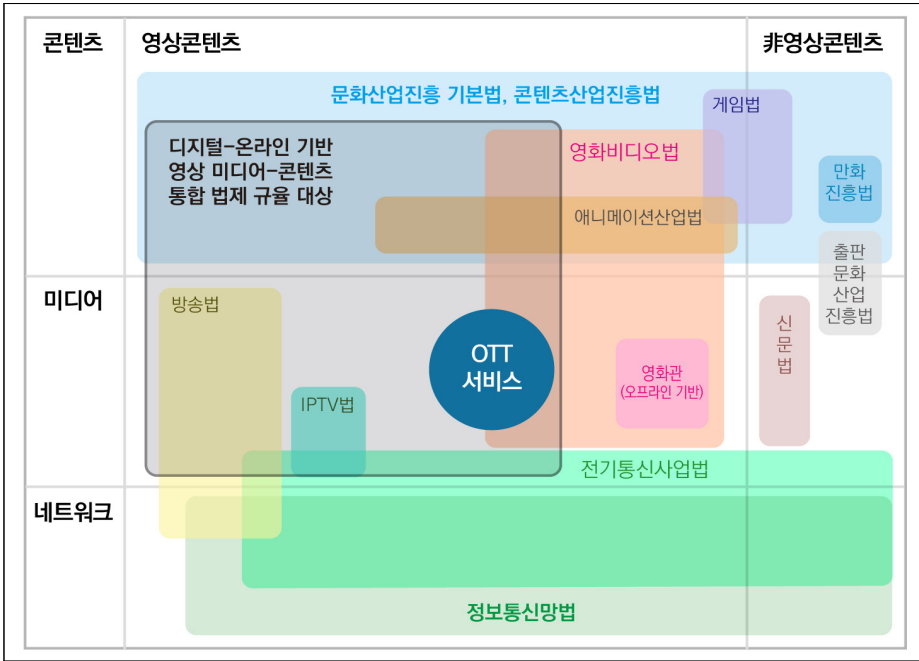 콘텐츠
영상콘텐츠
非영상콘텐츠
문화산업진흥 기본법, 콘텐츠산업진흥법
게임법
디지털-온라인 기반
영상 미디어-콘텐츠
통합 법제 규율 대상
영화비디오법
만화
진흥법
애니메이션산업법
출판
문화
산업
진흥법
미디어
방송법
신
문
법
OTT
서비스
영화관
(오프라인 기반)
IPTV법
전기통신사업법
네트워크
정보통신망법